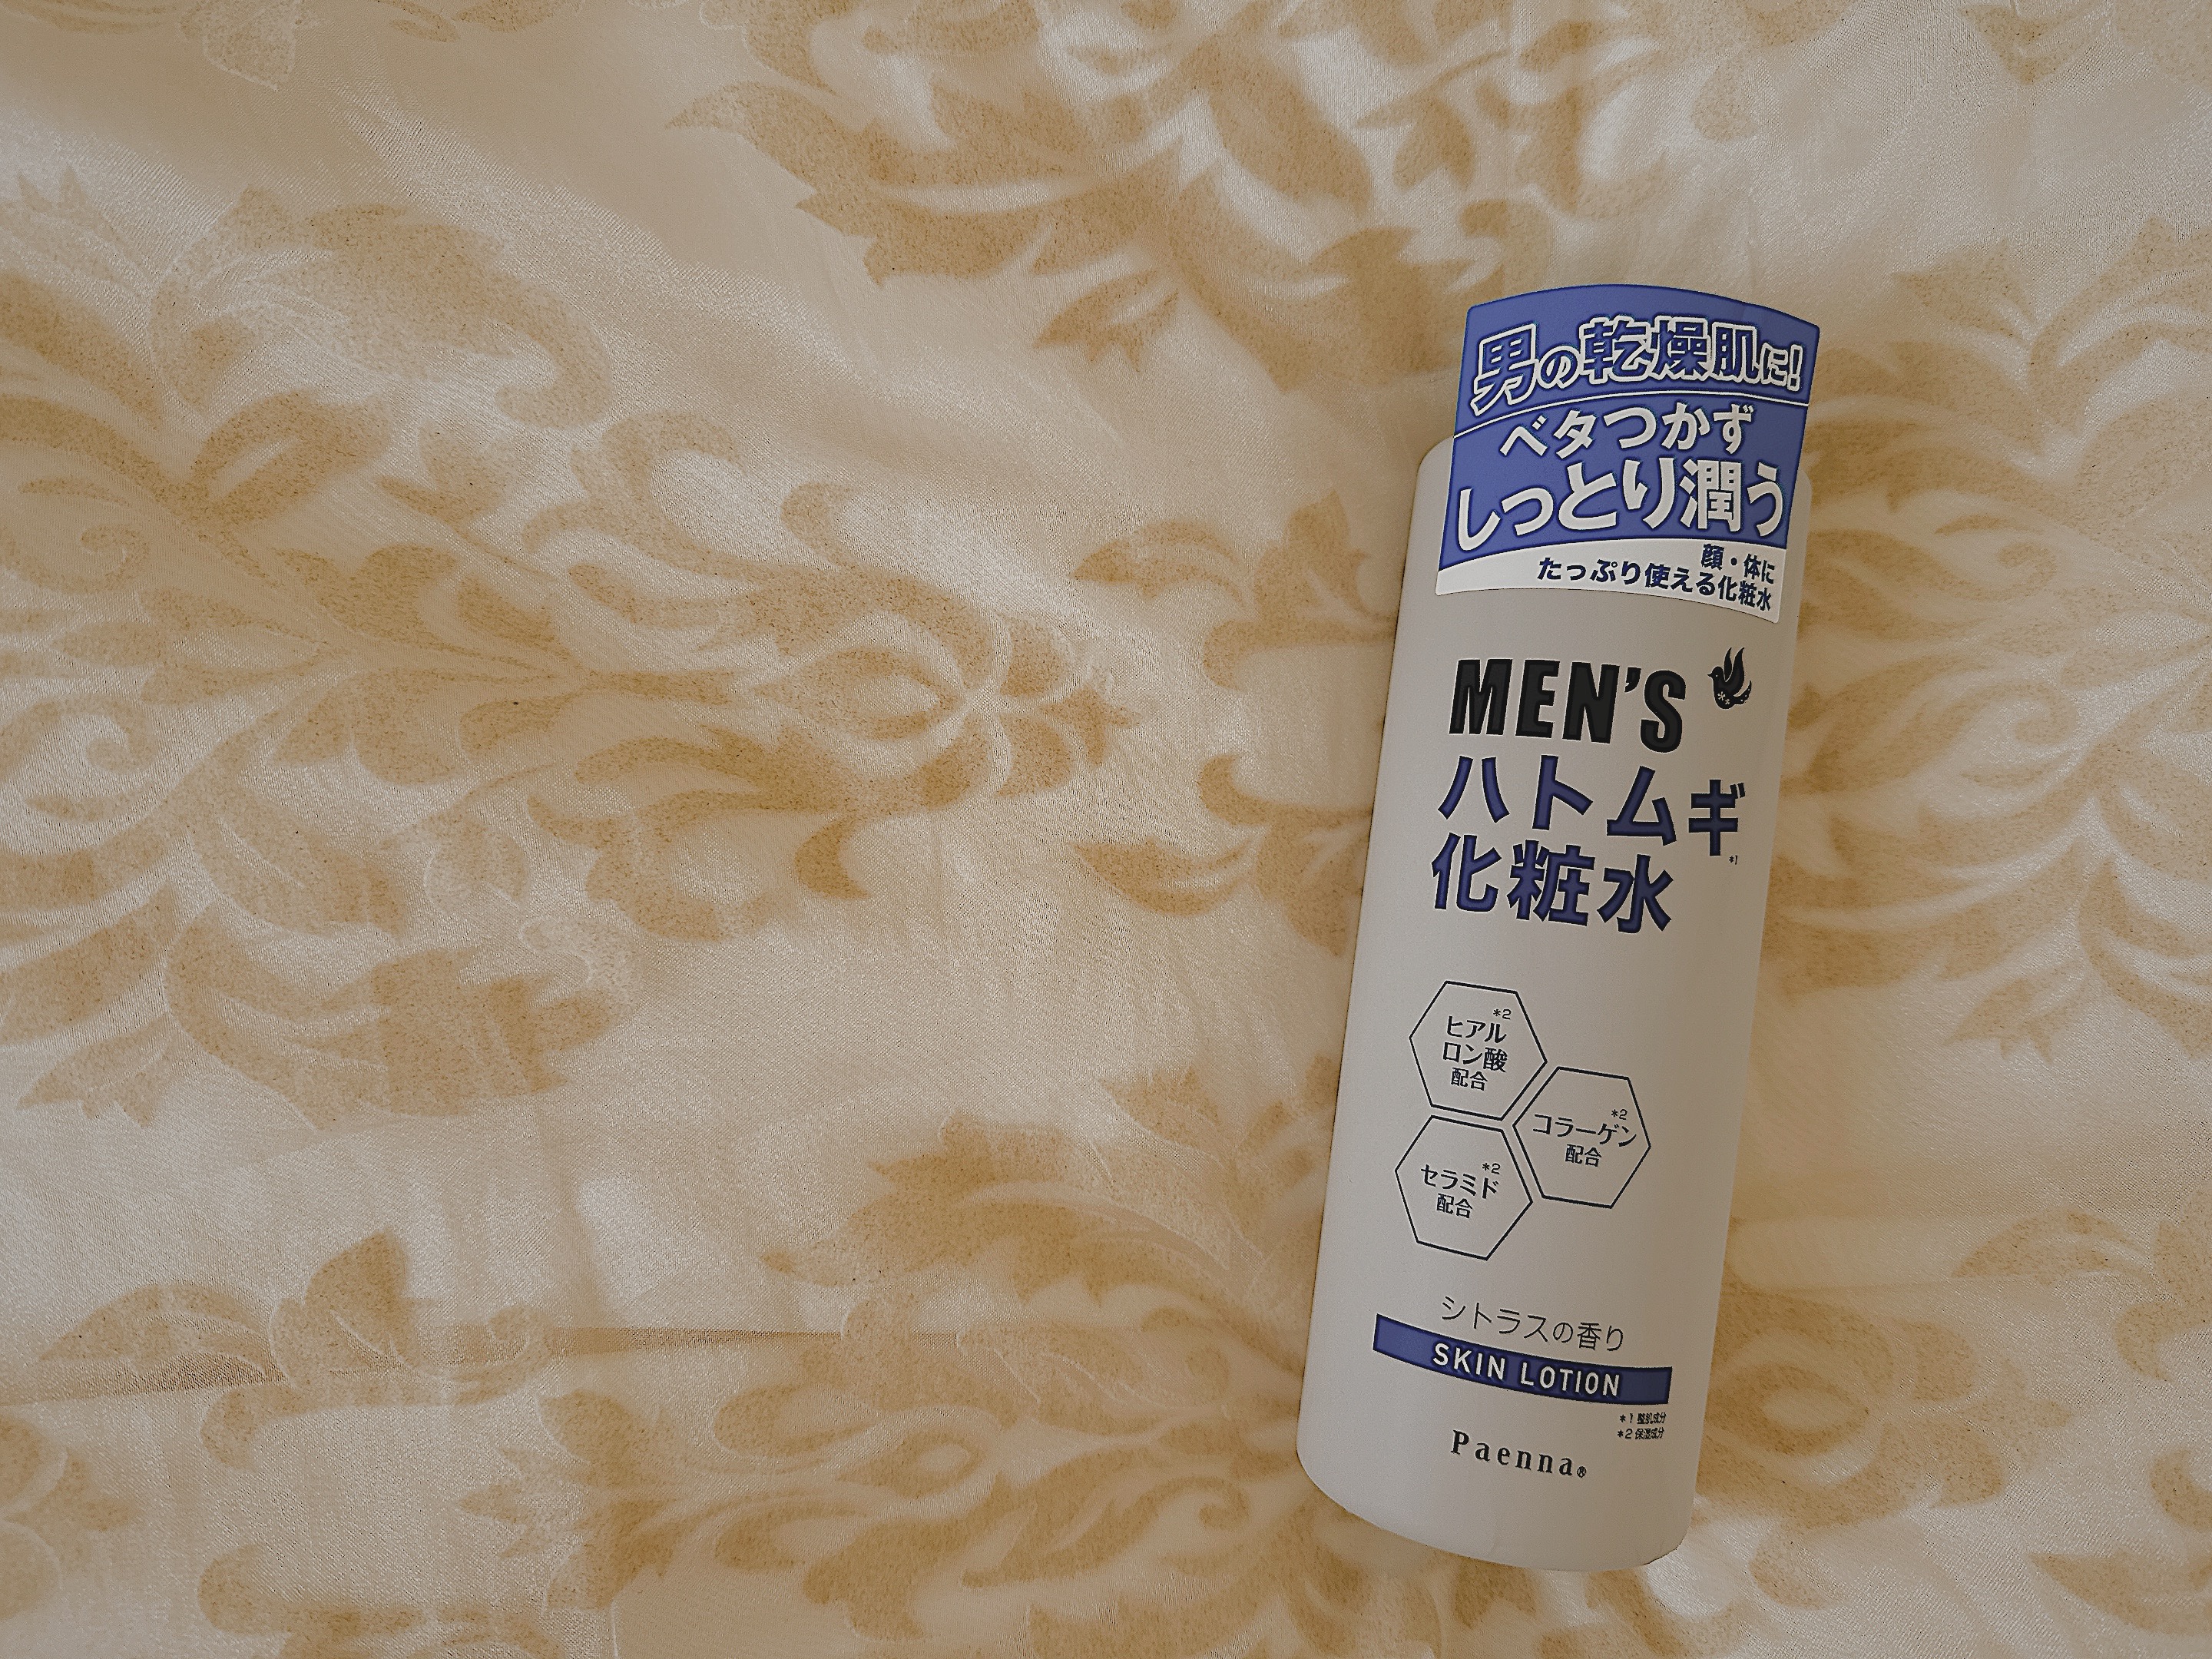 男の乾燥肌に!
ベタつかず
しっとり潤う
顔・体に
たっぷり使える化粧水
MEN'S
ハトムギ*1
化粧水
ヒアル*2
ロン酸
配合
コラーゲン*2
配合
セラミド*2
配合
シトラスの香り
SKIN LOTION
*1 整肌成分
*2 保湿成分
Paenna®